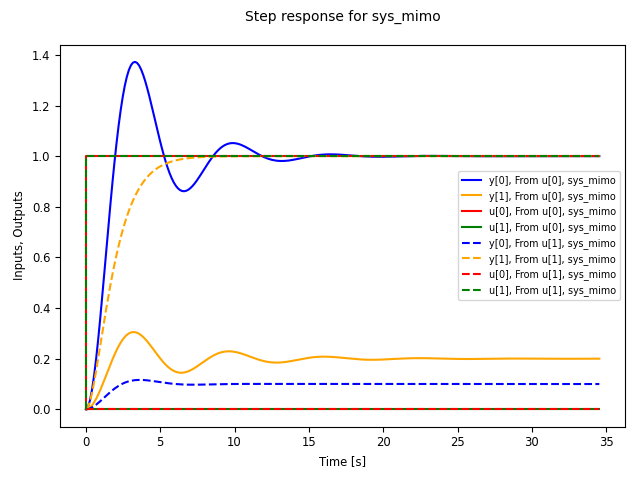 Step response for sys_mimo
1.4
1.2
1.0
0.8
0.6
0.4
0.2
0.0
Inputs, Outputs
y[0], From u[0], sys_mimo
y[1], From u[0], sys_mimo
u[0], From u[0], sys_mimo
u[1], From u[0], sys_mimo
y[0], From u[1], sys_mimo
y[1], From u[1], sys_mimo
u[0], From u[1], sys_mimo
u[1], From u[1], sys_mimo
0 5 10 15 20 25 30 35
Time [s]